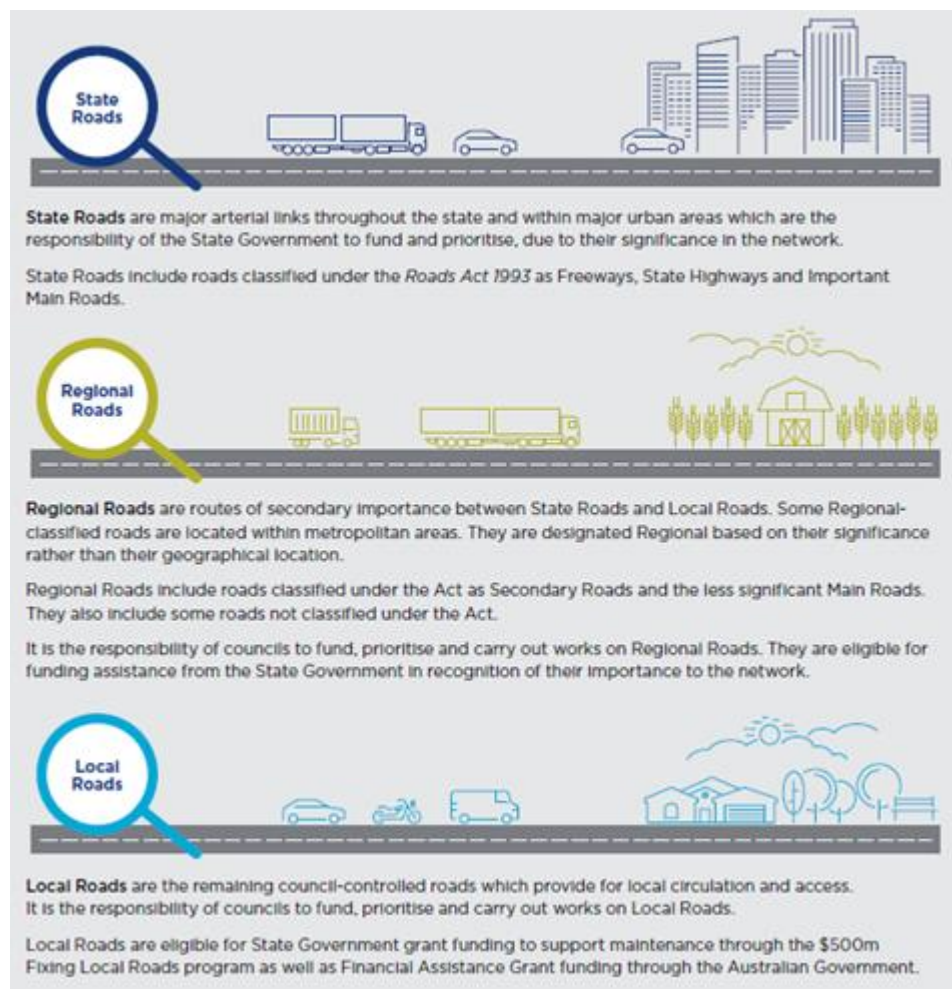 State
Roads
State Roads are major arterial links throughout the state and within major urban areas which are the
responsibility of the State Government to fund and prioritise, due to their significance in the network.
State Roads include roads classified under the Roads Act 1993 as Freeways, State Highways and Important
Main Roads.
Regional
Roads
Regional Roads are routes of secondary importance between State Roads and Local Roads. Some Regional-
classified roads are located within metropolitan areas. They are designated Regional based on their significance
rather than their geographical location.
Regional Roads include roads classified under the Act as Secondary Roads and the less significant Main Roads.
They also include some roads not classified under the Act.
It is the responsibility of councils to fund, prioritise and carry out works on Regional Roads. They are eligible for
funding assistance from the State Government in recognition of their importance to the network.
Local
Roads
Local Roads are the remaining council-controlled roads which provide for local circulation and access.
It is the responsibility of councils to fund, prioritise and carry out works on Local Roads.
Local Roads are eligible for State Government grant funding to support maintenance through the $500m
Fixing Local Roads program as well as Financial Assistance Grant funding through the Australian Government.